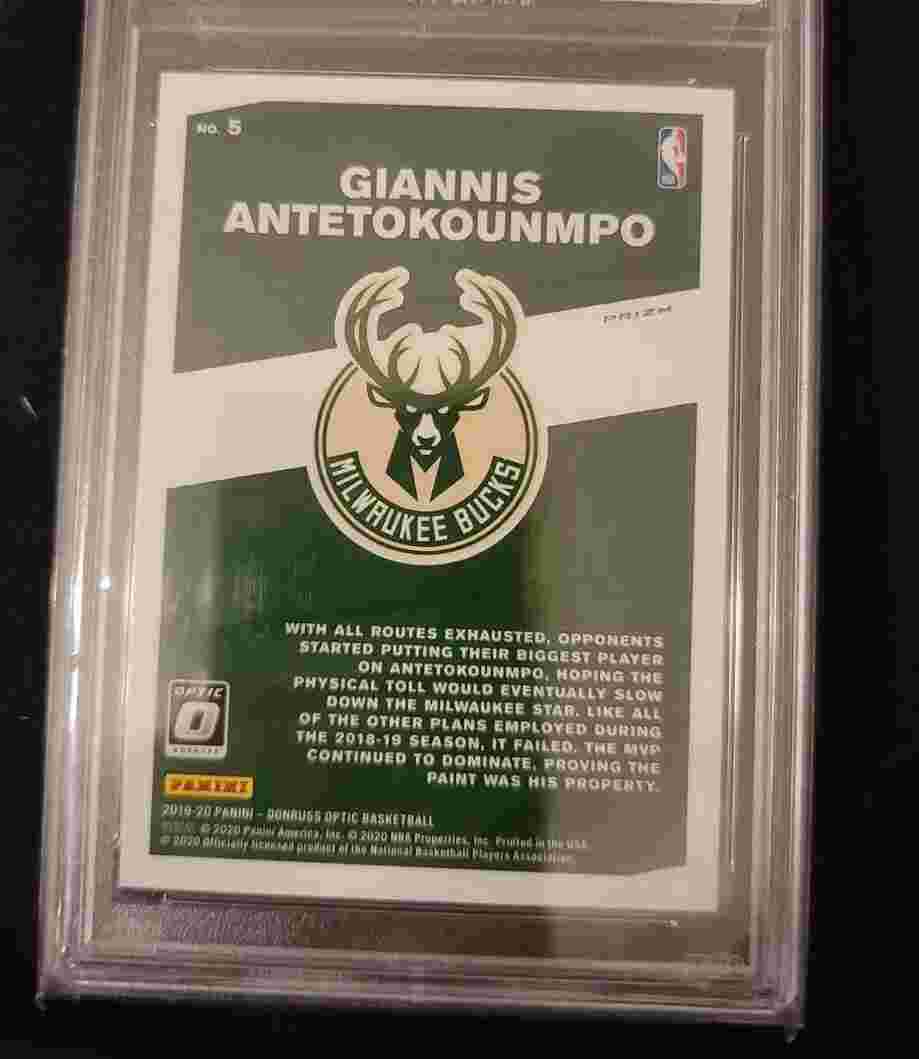 NO. 5
GIANNIS
ANTETOKOUNMPO
PRIZM
MILWAUKEE BUCKS
WITH ALL ROUTES EXHAUSTED, OPPONENTS
STARTED PUTTING THEIR BIGGEST PLAYER
ON ANTETOKOUNMPO, HOPING THE
PHYSICAL TOLL WOULD EVENTUALLY SLOW
DOWN THE MILWAUKEE STAR. LIKE ALL
OF THE OTHER PLANS EMPLOYED DURING
THE 2018-19 SEASON, IT FAILED. THE MVP
CONTINUED TO DOMINATE, PROVING THE
PAINT WAS HIS PROPERTY.
OPTIC
DONRUSS
PANINI
2019-20 PANINI – DONRUSS OPTIC BASKETBALL
© 2020 Panini America, Inc. © 2020 NBA Properties, Inc. Printed in the USA.
© 2020 Officially licensed product of the National Basketball Players Association.